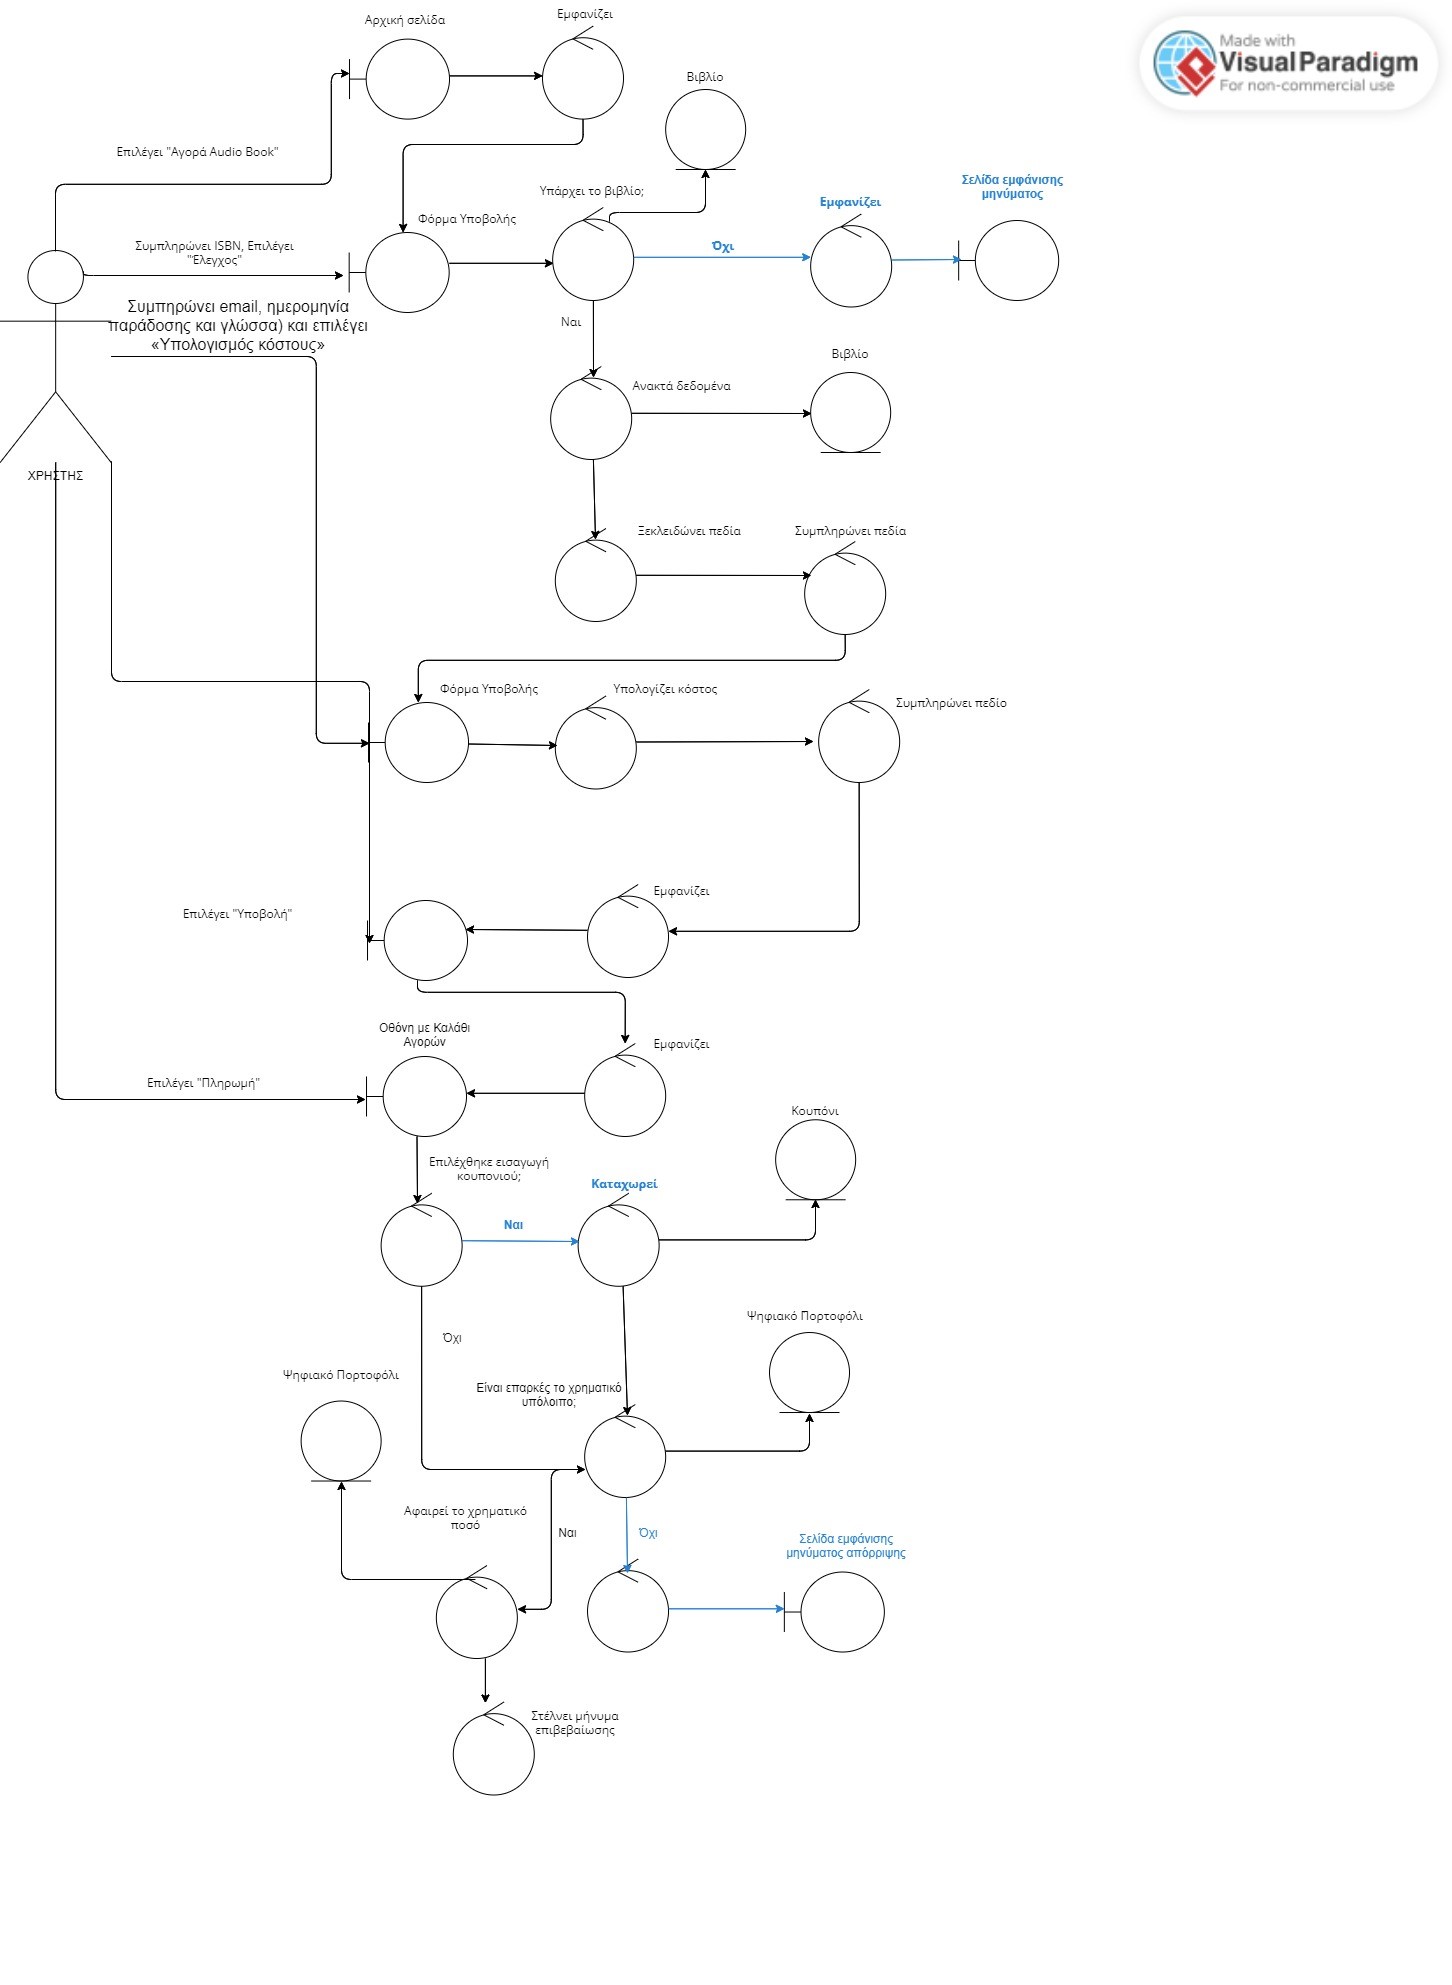 Αρχική σελίδα
Εμφανίζει
Made with
VisualParadigm
For non-commercial use
Βιβλίο
Επιλέγει "Αγορά Audio Book"
Υπάρχει το βιβλίο;
Σελίδα εμφάνισης
μηνύματος
Εμφανίζει
Φόρμα Υποβολής
Συμπληρώνει ISBN, Επιλέγει
"Έλεγχος"
Όχι
Συμπηρώνει email, ημερομηνία
παράδοσης και γλώσσα) και επιλέγει
«Υπολογισμός κόστους»
Ναι
Βιβλίο
Ανακτά δεδομένα
ΧΡΗΣΤΗΣ
Ξεκλειδώνει πεδία
Συμπληρώνει πεδία
Φόρμα Υποβολής
Υπολογίζει κόστος
Συμπληρώνει πεδίο
Εμφανίζει
Επιλέγει "Υποβολή"
Οθόνη με Καλάθι
Αγορών
Εμφανίζει
Επιλέγει "Πληρωμή"
Κουπόνι
Επιλέχθηκε εισαγωγή
κουπονιού;
Καταχωρεί
Ναι
Ψηφιακό Πορτοφόλι
Όχι
Ψηφιακό Πορτοφόλι
Είναι επαρκές το χρηματικό
υπόλοιπο;
Αφαιρεί το χρηματικό
ποσό
Ναι
Όχι
Σελίδα εμφάνισης
μηνύματος απόρριψης
Στέλνει μήνυμα
επιβεβαίωσης